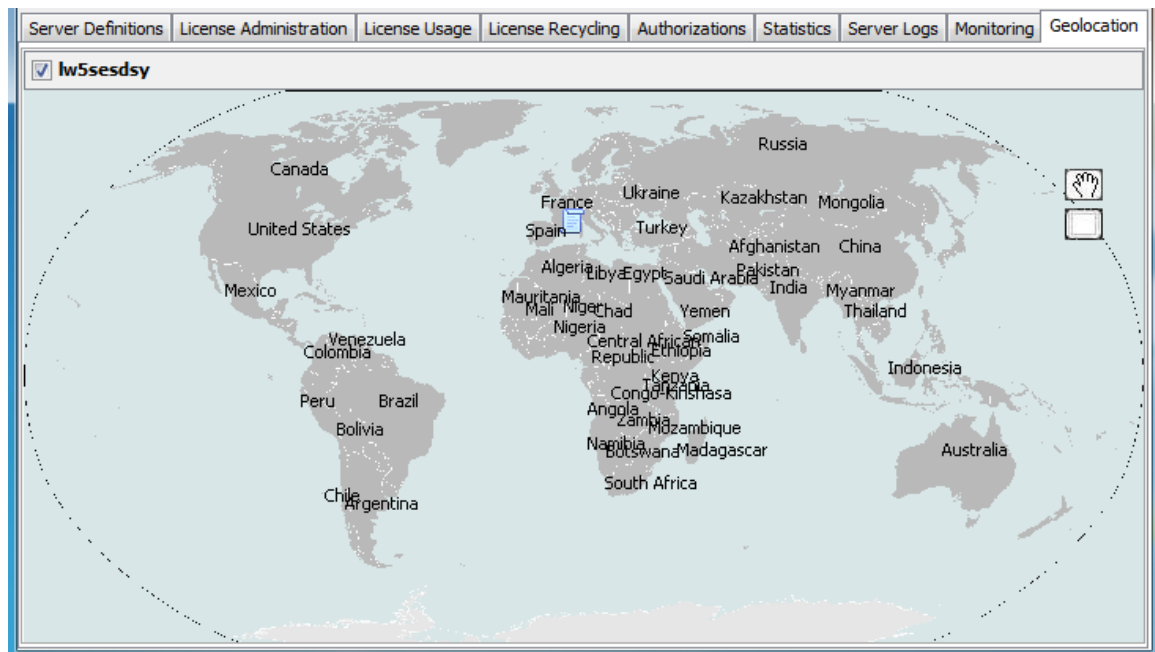 Server Definitions License Administration License Usage License Recycling Authorizations Statistics Server Logs Monitoring Geolocation
lw5sesdsy
Russia
Canada
Ukraine
France Kazakhstan Mongolia
United States Spain Turkey
Afghanistan China
Algeria Libya Egypt Saudi Arabia Pakistan
Mexico India Myanmar
Mauritania
Mali Niger Chad Yemen Thailand
Nigeria
Venezuela Central African Somalia
Colombia Republic Ethiopia
Indonesia
Kenya
Tanzania
Peru Brazil Congo-Kinshasa
Angola
Zambia
Bolivia Mozambique
Namibia
Botswana Madagascar Australia
South Africa
Chile
Argentina